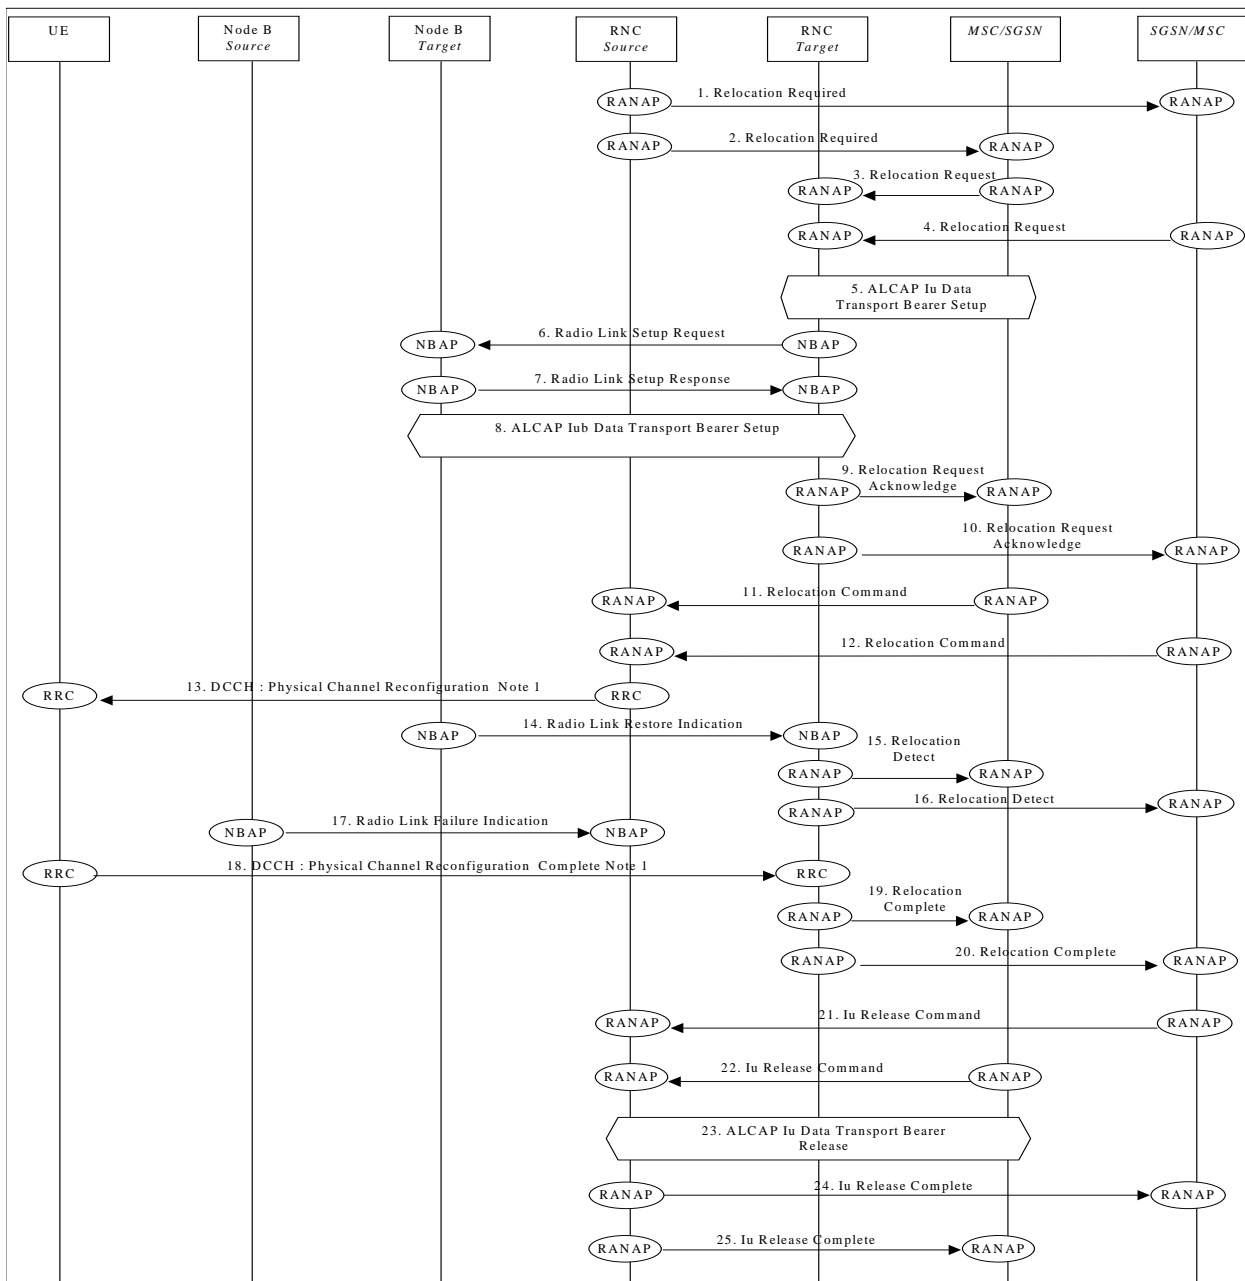 UE
Node B
Source
Node B
Target
RNC
Source
RNC
Target
MSC/SGSN
SGSN/MSC
RANAP
1. Relocation Required
RANAP
RANAP
2. Relocation Required
RANAP
RANAP
3. Relocation Request
RANAP
RANAP
4. Relocation Request
RANAP
5. ALCAP Iu Data
Transport Bearer Setup
NBAP
6. Radio Link Setup Request
NBAP
NBAP
7. Radio Link Setup Response
NBAP
8. ALCAP Iub Data Transport Bearer Setup
RANAP
9. Relocation Request
Acknowledge
RANAP
RANAP
10. Relocation Request
Acknowledge
RANAP
RANAP
11. Relocation Command
RANAP
RANAP
12. Relocation Command
RANAP
RRC
13. DCCH : Physical Channel Reconfiguration Note 1
RRC
NBAP
14. Radio Link Restore Indication
NBAP
RANAP
15. Relocation
Detect
RANAP
RANAP
16. Relocation Detect
RANAP
NBAP
17. Radio Link Failure Indication
NBAP
RRC
18. DCCH : Physical Channel Reconfiguration Complete Note 1
RRC
RANAP
19. Relocation
Complete
RANAP
RANAP
20. Relocation Complete
RANAP
RANAP
21. Iu Release Command
RANAP
RANAP
22. Iu Release Command
RANAP
23. ALCAP Iu Data Transport Bearer
Release
RANAP
24. Iu Release Complete
RANAP
RANAP
25. Iu Release Complete
RANAP